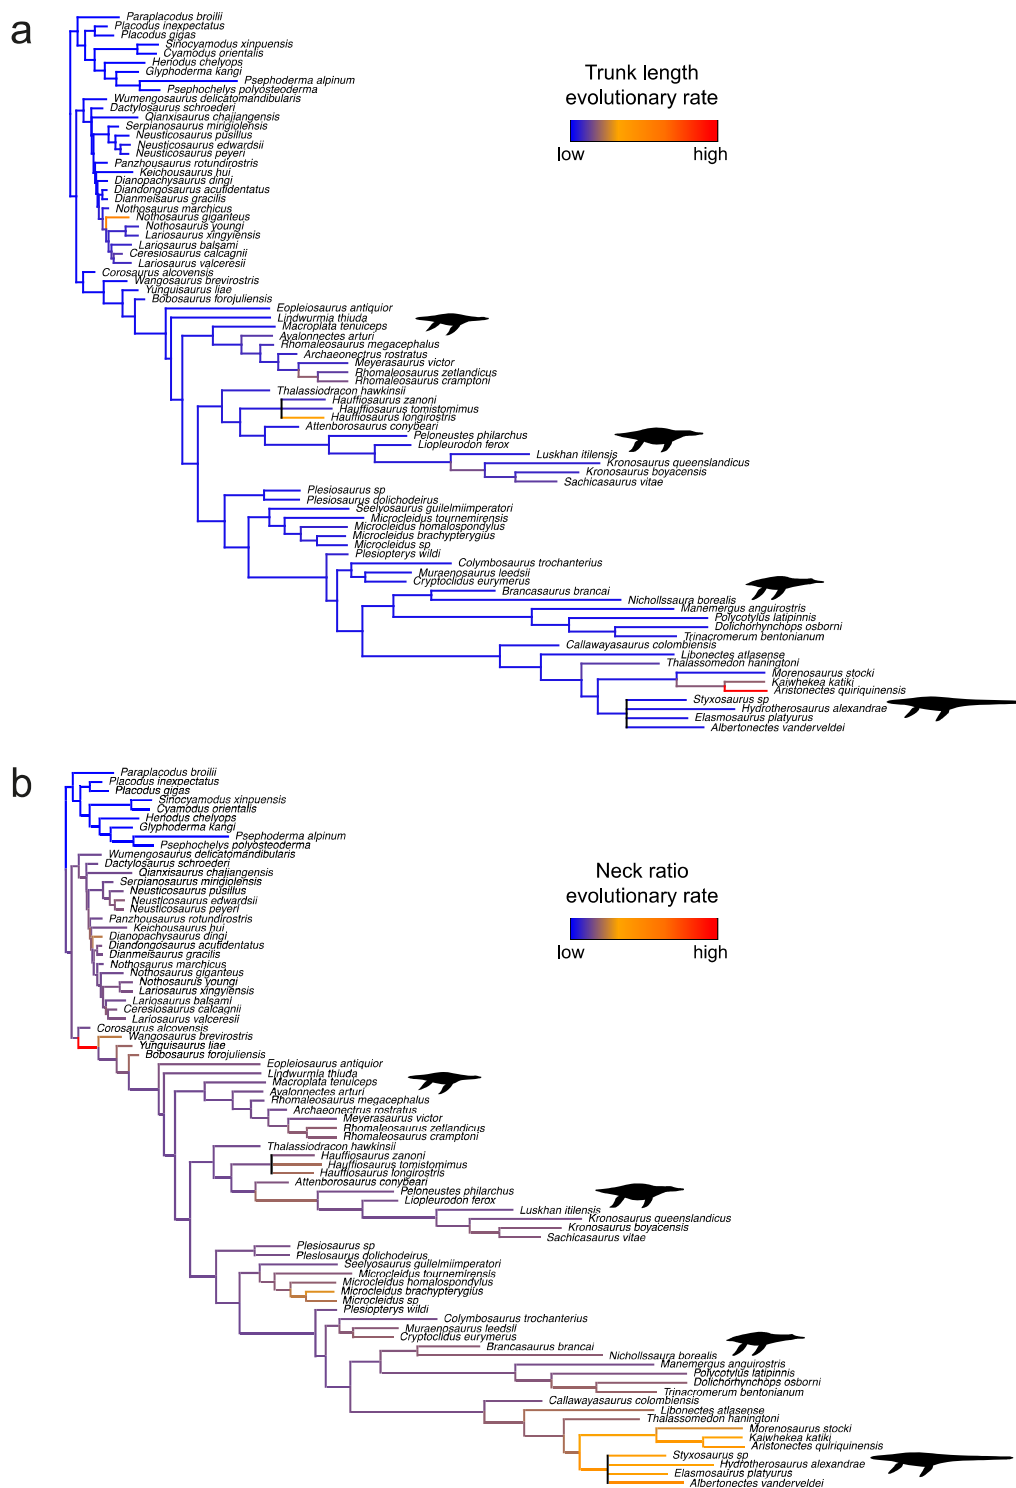 a
Paraplacodus broilii
Placodus inexpectatus
Placodus gigas
Sinocyamodus xinpuensis
Cyamodus orientalis
Henodus chelyops
Glyphoderma kangi
Psephoderma alpinum
Psephochelys polyosteoderma
Wumengosaurus delicatomandibularis
Dactylosaurus schroederi
Qianxisaurus chajiangensis
Serpianosaurus mirigiolensis
Neusticosaurus pusillus
Neusticosaurus edwardsii
Neusticosaurus peyeri
Panzhousaurus rotundirostris
Keichousaurus hui
Dianopachysaurus dingi
Diandongosaurus acutidentatus
Dianmeisaurus gracilis
Nothosaurus marchicus
Nothosaurus giganteus
Nothosaurus youngi
Lariosaurus xingyiensis
Lariosaurus balsami
Ceresiosaurus calcagnii
Lariosaurus valceresii
Corosaurus alcovensis
Wangosaurus brevirostris
Yunguisaurus liae
Bobosaurus forojuliensis
Eopleiosaurus antiquior
Lindwurmia thiuda
Macroplata tenuiceps
Avalonnectes arturi
Rhomaleosaurus megacephalus
Archaeonectrus rostratus
Meyerasaurus victor
Rhomaleosaurus zetlandicus
Rhomaleosaurus cramptoni
Thalassiodracon hawkinsii
Hauffiosaurus zanoni
Hauffiosaurus tomistomimus
Hauffiosaurus longirostris
Attenborosaurus conybeari
Peloneustes philarchus
Liopleurodon ferox
Luskhan itilensis
Kronosaurus queenslandicus
Kronosaurus boyacensis
Sachicasaurus vitae
Plesiosaurus sp
Plesiosaurus dolichodeirus
Seelyosaurus guilelmiimperatori
Microcleidus tournemirensis
Microcleidus homalospondylus
Microcleidus brachypterygius
Microcleidus sp
Plesiopterys wildi
Colymbosaurus trochanterius
Muraenosaurus leedsii
Cryptoclidus eurymerus
Brancasaurus brancai
Nichollssaura borealis
Manemergus anguirostris
Polycotylus latipinnis
Dolichorhynchops osborni
Trinacromerum bentonianum
Callawayasaurus colombiensis
Libonectes atlasense
Thalassomedon haningtoni
Morenosaurus stocki
Kaiwhekea katiki
Aristonectes quiriquinensis
Styxosaurus sp
Hydrotherosaurus alexandrae
Elasmosaurus platyurus
Albertonectes vanderveldei
Trunk length
evolutionary rate
low high
b
Paraplacodus broilii
Placodus inexpectatus
Placodus gigas
Sinocyamodus xinpuensis
Cyamodus orientalis
Henodus chelyops
Glyphoderma kangi
Psephoderma alpinum
Psephochelys polyosteoderma
Wumengosaurus delicatomandibularis
Dactylosaurus schroederi
Qianxisaurus chajiangensis
Serpianosaurus mirigiolensis
Neusticosaurus pusillus
Neusticosaurus edwardsii
Neusticosaurus peyeri
Panzhousaurus rotundirostris
Keichousaurus hui
Dianopachysaurus dingi
Diandongosaurus acutidentatus
Dianmeisaurus gracilis
Nothosaurus marchicus
Nothosaurus giganteus
Nothosaurus youngi
Lariosaurus xingyiensis
Lariosaurus balsami
Ceresiosaurus calcagnii
Lariosaurus valceresii
Corosaurus alcovensis
Wangosaurus brevirostris
Yunguisaurus liae
Bobosaurus forojuliensis
Eopleiosaurus antiquior
Lindwurmia thiuda
Macroplata tenuiceps
Avalonnectes arturi
Rhomaleosaurus megacephalus
Archaeonectrus rostratus
Meyerasaurus victor
Rhomaleosaurus zetlandicus
Rhomaleosaurus cramptoni
Thalassiodracon hawkinsii
Hauffiosaurus zanoni
Hauffiosaurus tomistomimus
Hauffiosaurus longirostris
Attenborosaurus conybeari
Peloneustes philarchus
Liopleurodon ferox
Luskhan itilensis
Kronosaurus queenslandicus
Kronosaurus boyacensis
Sachicasaurus vitae
Plesiosaurus sp
Plesiosaurus dolichodeirus
Seelyosaurus guilelmiimperatori
Microcleidus tournemirensis
Microcleidus homalospondylus
Microcleidus brachypterygius
Microcleidus sp
Plesiopterys wildi
Colymbosaurus trochanterius
Muraenosaurus leedsii
Cryptoclidus eurymerus
Brancasaurus brancai
Nichollssaura borealis
Manemergus anguirostris
Polycotylus latipinnis
Dolichorhynchops osborni
Trinacromerum bentonianum
Callawayasaurus colombiensis
Libonectes atlasense
Thalassomedon haningtoni
Morenosaurus stocki
Kaiwhekea katiki
Aristonectes quiriquinensis
Styxosaurus sp
Hydrotherosaurus alexandrae
Elasmosaurus platyurus
Albertonectes vanderveldei
Neck ratio
evolutionary rate
low high